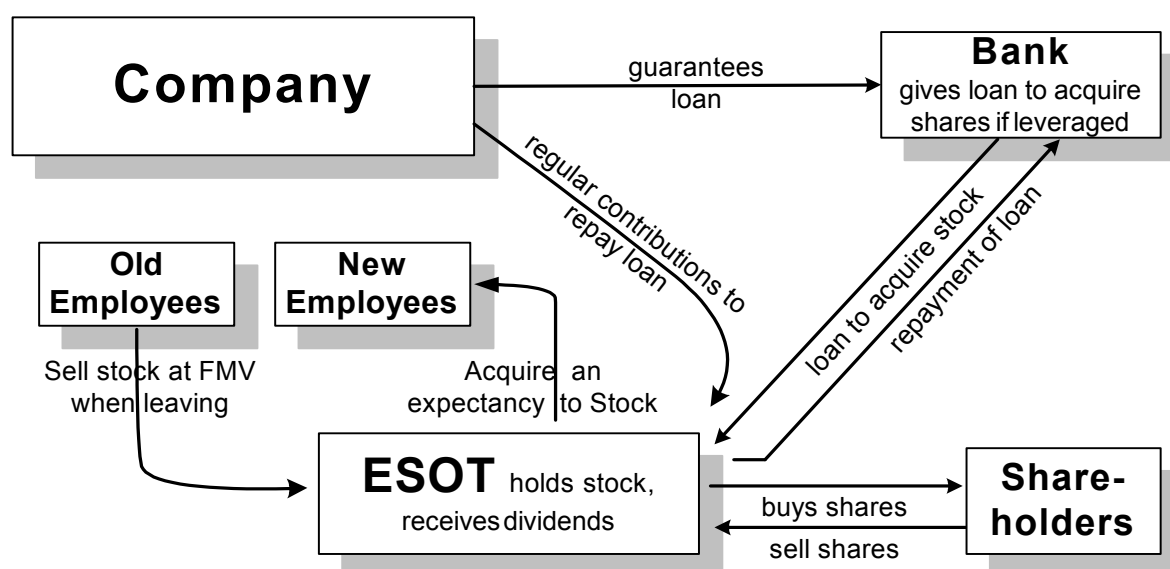 Company
guarantees
loan
Bank
gives loan to acquire
shares if leveraged
regular contributions to
repay loan
loan to acquire stock
repayment of loan
Old
Employees
New
Employees
Sell stock at FMV
when leaving
Acquire an
expectancy to Stock
ESOT holds stock,
receives dividends
buys shares
sell shares
Share-
holders